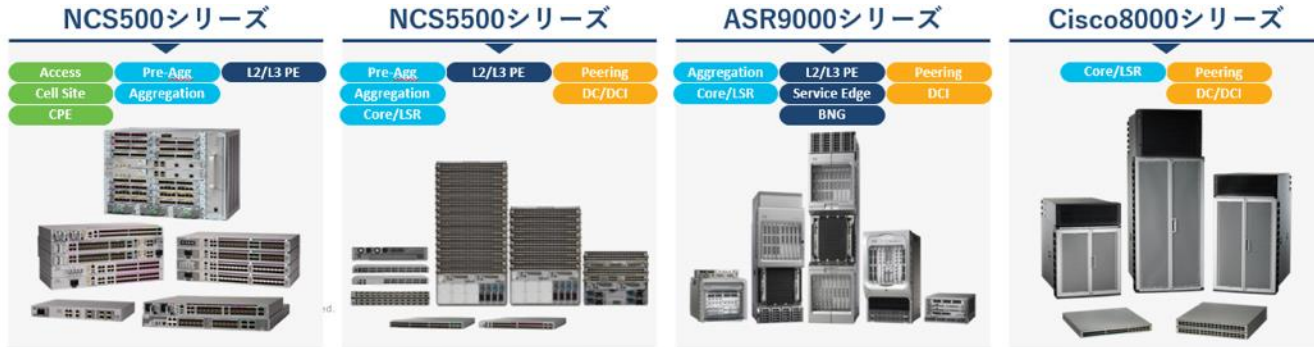 NCS500シリーズ
Access
Pre-Agg
L2/L3 PE
Cell Site
Aggregation
CPE
NCS5500シリーズ
Pre-Agg
L2/L3 PE
Peering
Aggregation
DC/DCI
Core/LSR
ASR9000シリーズ
Aggregation
L2/L3 PE
Peering
Core/LSR
Service Edge
DCI
BNG
Cisco8000シリーズ
Core/LSR
Peering
DC/DCI
ed.